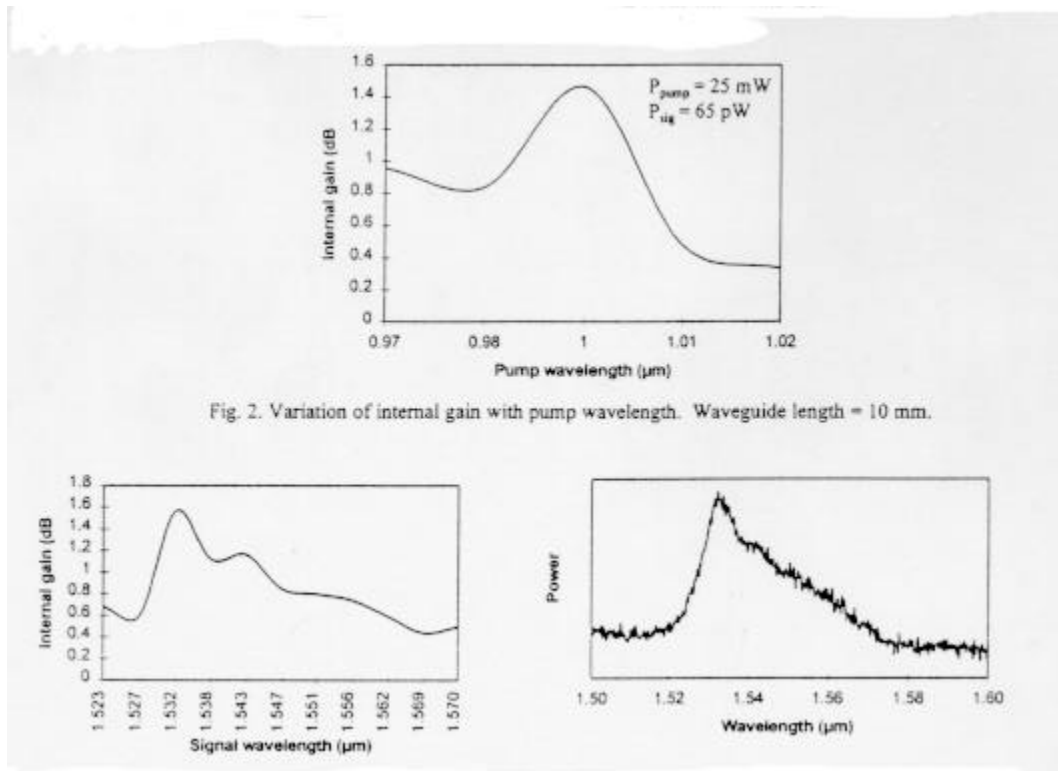 1.6
1.4
1.2
1
0.8
0.6
0.4
0.2
0
Internal gain (dB
P_pump = 25 mW
P_sig = 65 pW
0.97 0.98 1 1.01 1.02
Pump wavelength (µm)
Fig. 2. Variation of internal gain with pump wavelength. Waveguide length = 10 mm.
1.8
1.6
1.4
1.2
1
0.8
0.6
0.4
0.2
0
Internal gain (dB
1.523 1.527 1.532 1.538 1.543 1.547 1.551 1.556 1.562 1.569 1.570
Signal wavelength (µm)
Power
1.50 1.52 1.54 1.56 1.58 1.60
Wavelength (µm)